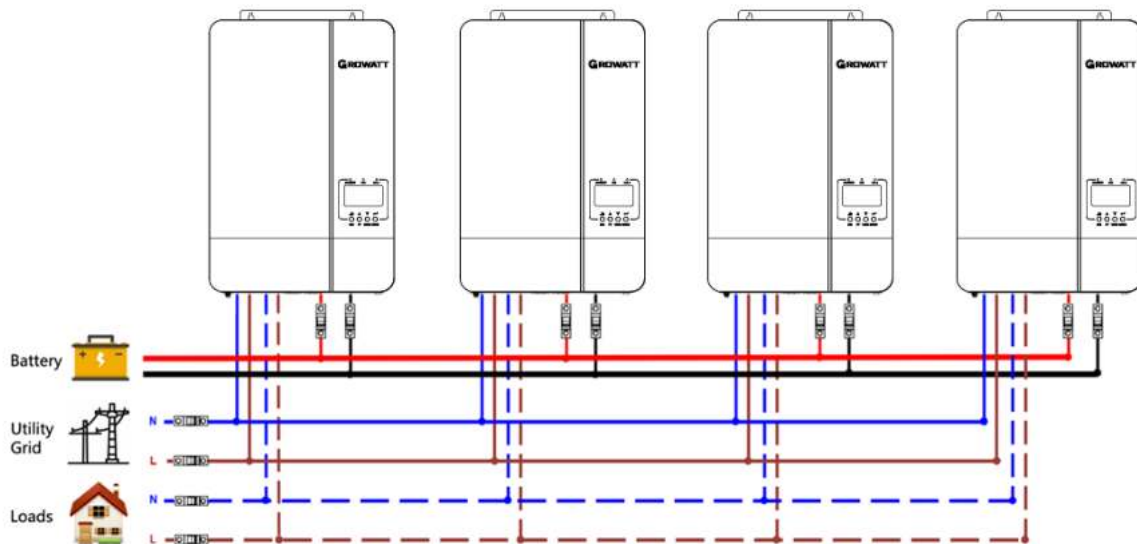 GROWATT
GROWATT
GROWATT
GROWATT
Battery
+ −
Utility
Grid
N
L
Loads
N
L